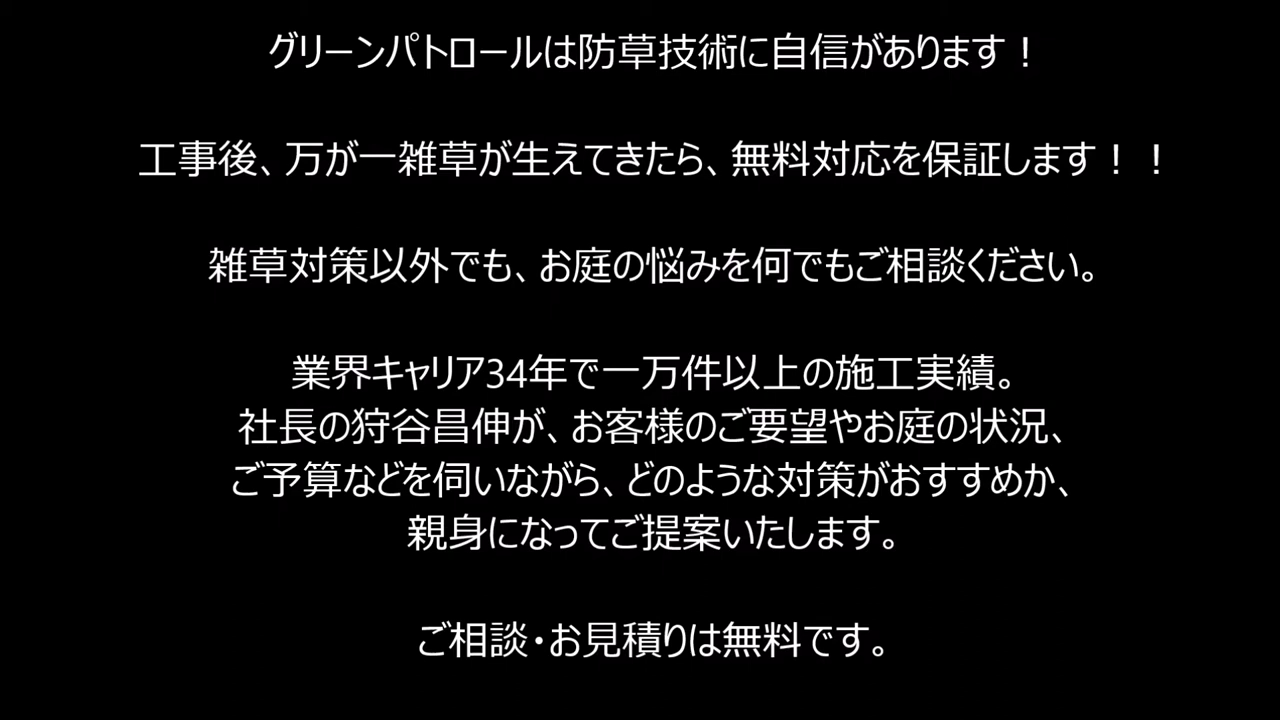 グリーンパトロールは防草技術に自信があります！
工事後、万が一雑草が生えてきたら、無料対応を保証します！！
雑草対策以外でも、お庭の悩みを何でもご相談ください。
業界キャリア34年で一万件以上の施工実績。
社長の狩谷昌伸が、お客様のご要望やお庭の状況、
ご予算などを伺いながら、どのような対策がおすすめか、
親身になってご提案いたします。
ご相談・お見積りは無料です。